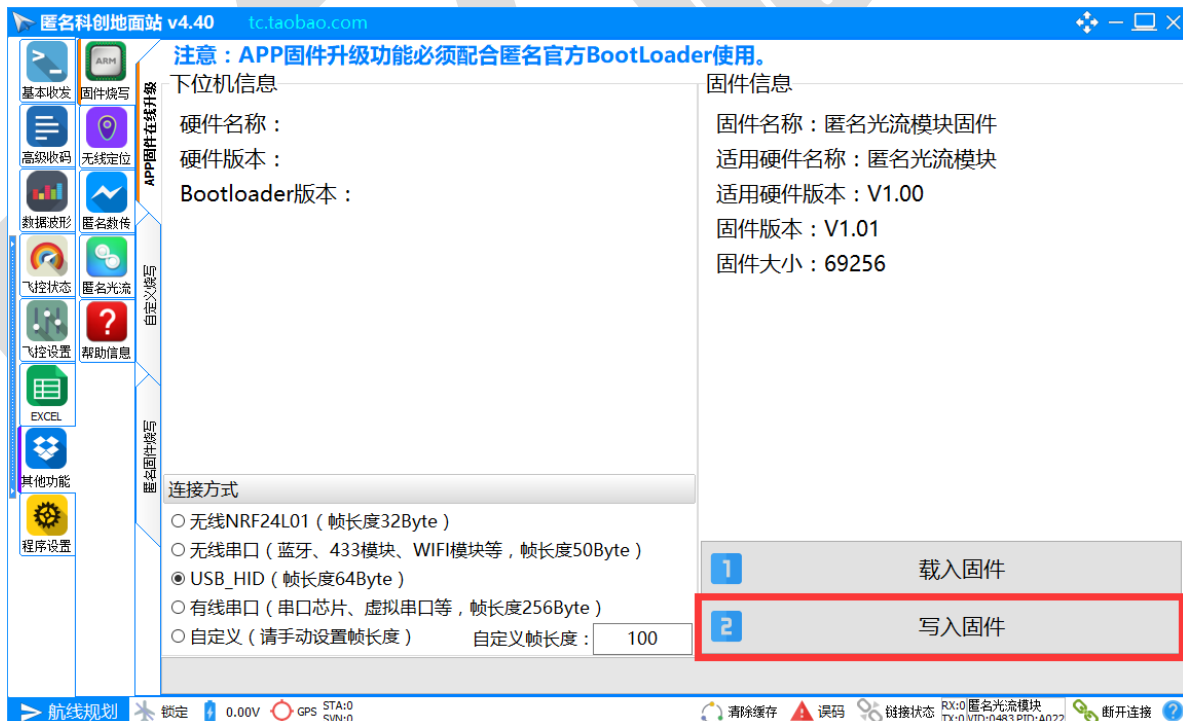 匿名科创地面站 v4.40 tc.taobao.com
基本收发
高级收码
数据波形
飞控状态
飞控设置
EXCEL
其他功能
程序设置
ARM
固件烧写
无线定位
匿名数传
匿名光流
帮助信息
APP固件在线升级
自定义烧写
匿名固件烧写
注意：APP固件升级功能必须配合匿名官方BootLoader使用。
下位机信息
硬件名称：
硬件版本：
Bootloader版本：
固件信息
固件名称：匿名光流模块固件
适用硬件名称：匿名光流模块
适用硬件版本：V1.00
固件版本：V1.01
固件大小：69256
连接方式
无线NRF24L01（帧长度32Byte）
无线串口（蓝牙、433模块、WIFI模块等，帧长度50Byte）
USB_HID（帧长度64Byte）
有线串口（串口芯片、虚拟串口等，帧长度256Byte）
自定义（请手动设置帧长度） 自定义帧长度： 100
1 载入固件
2 写入固件
航线规划 锁定 0.00V GPS STA:0
SVN:0
清除缓存 误码 链接状态 RX:0 匿名光流模块
TX:0 VID:0483 PID:A022
断开连接 ?